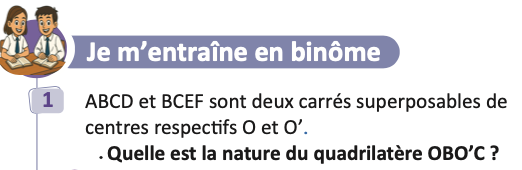 Je m'entraîne en binôme
1 ABCD et BCEF sont deux carrés superposables de
centres respectifs O et O'.
. Quelle est la nature du quadrilatère OBO'C ?